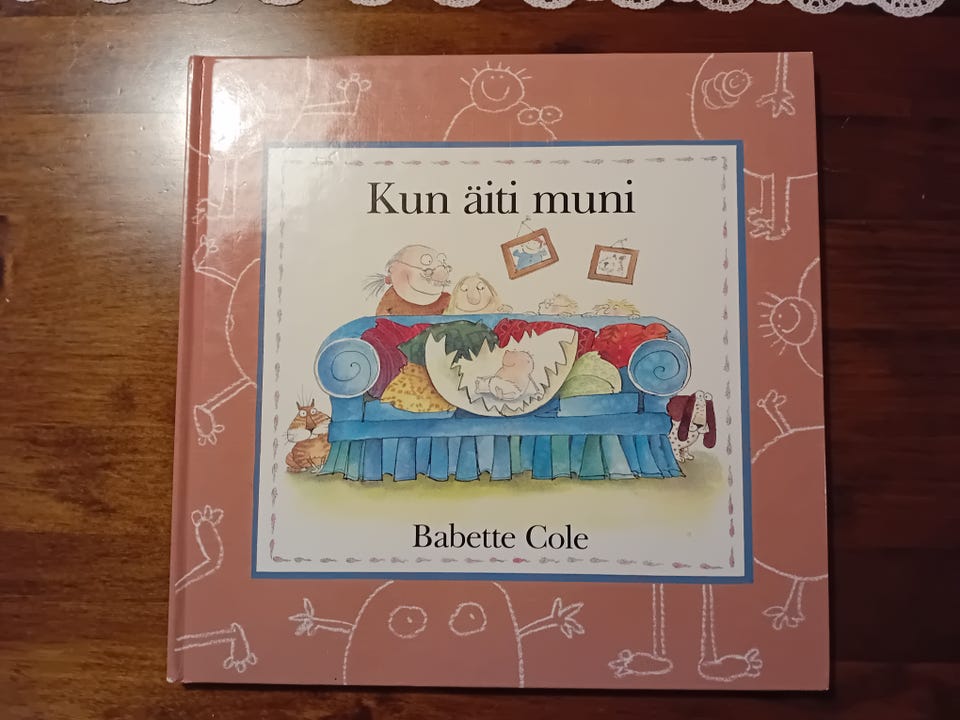 Kun äiti muni
Babette Cole